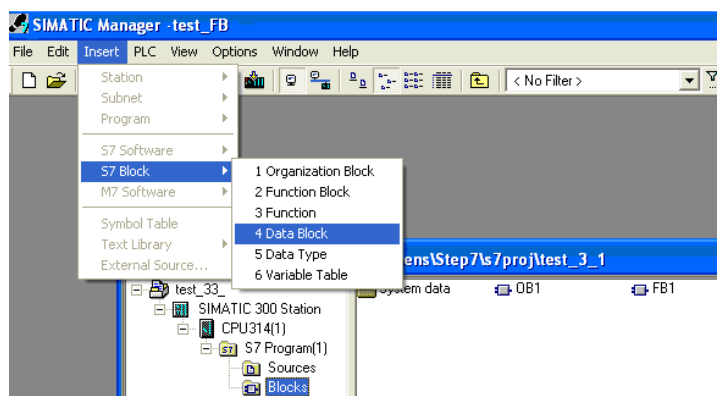 SIMATIC Manager -test_FB
File Edit Insert PLC View Options Window Help
< No Filter >
Station
Subnet
Program
S7 Software
S7 Block
M7 Software
Symbol Table
Text Library
External Source...
1 Organization Block
2 Function Block
3 Function
4 Data Block
5 Data Type
6 Variable Table
ens\Step7\s7proj\test_3_1
test_33_
SIMATIC 300 Station
CPU314(1)
S7 Program(1)
Sources
Blocks
System data OB1 FB1